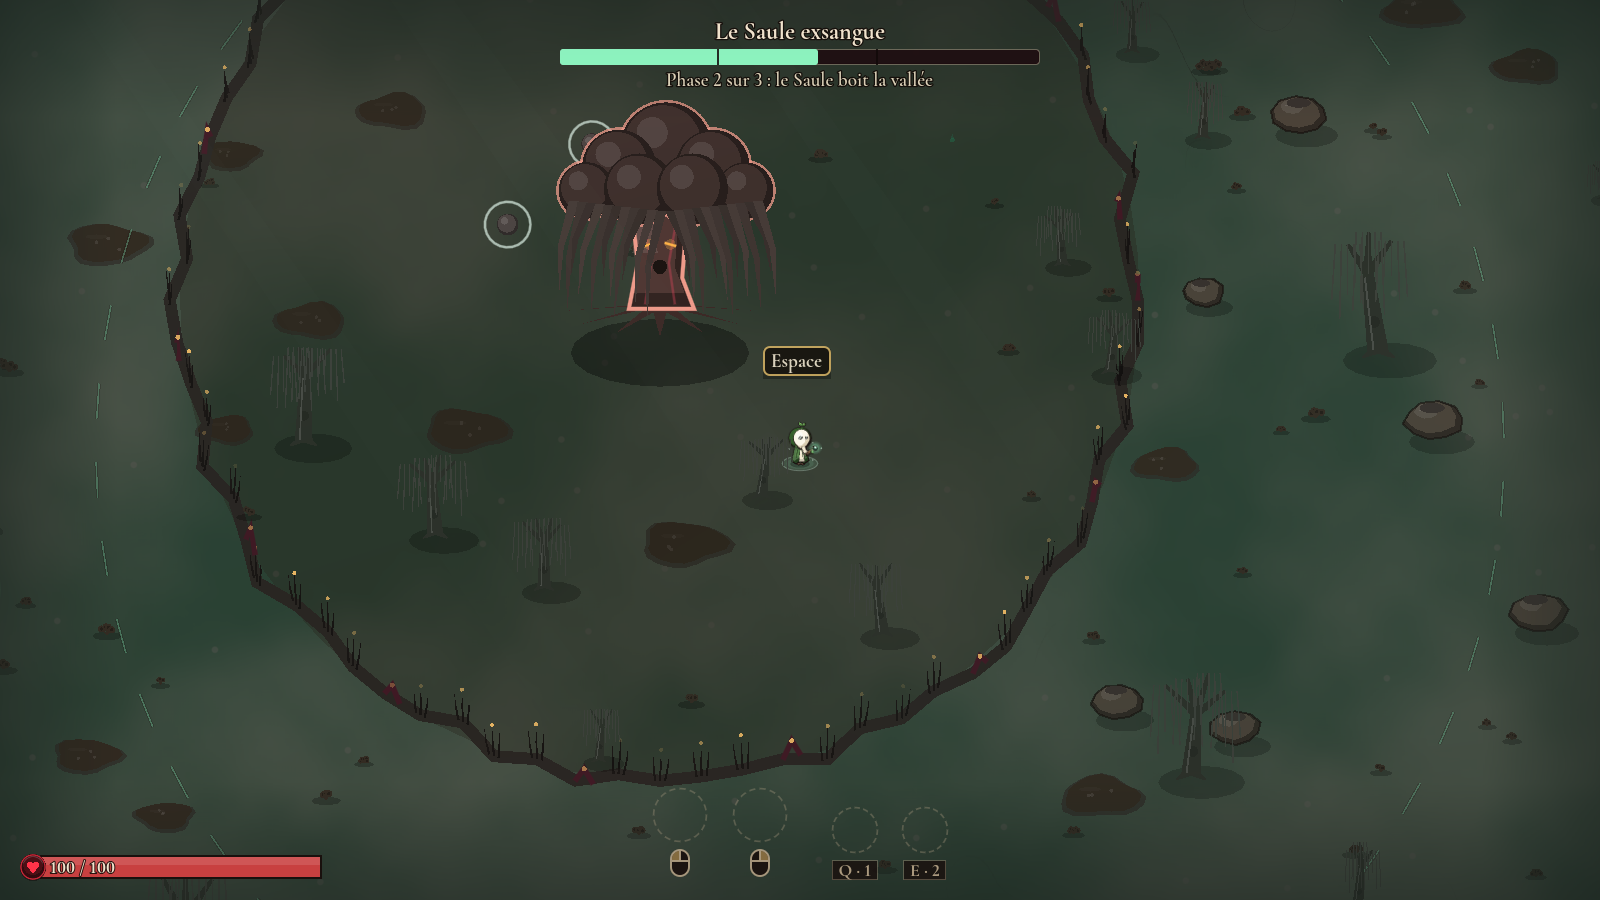 Le Saule exsangue
Phase 2 sur 3 : le Saule boit la vallée
Espace
100 / 100
Q · 1
E · 2